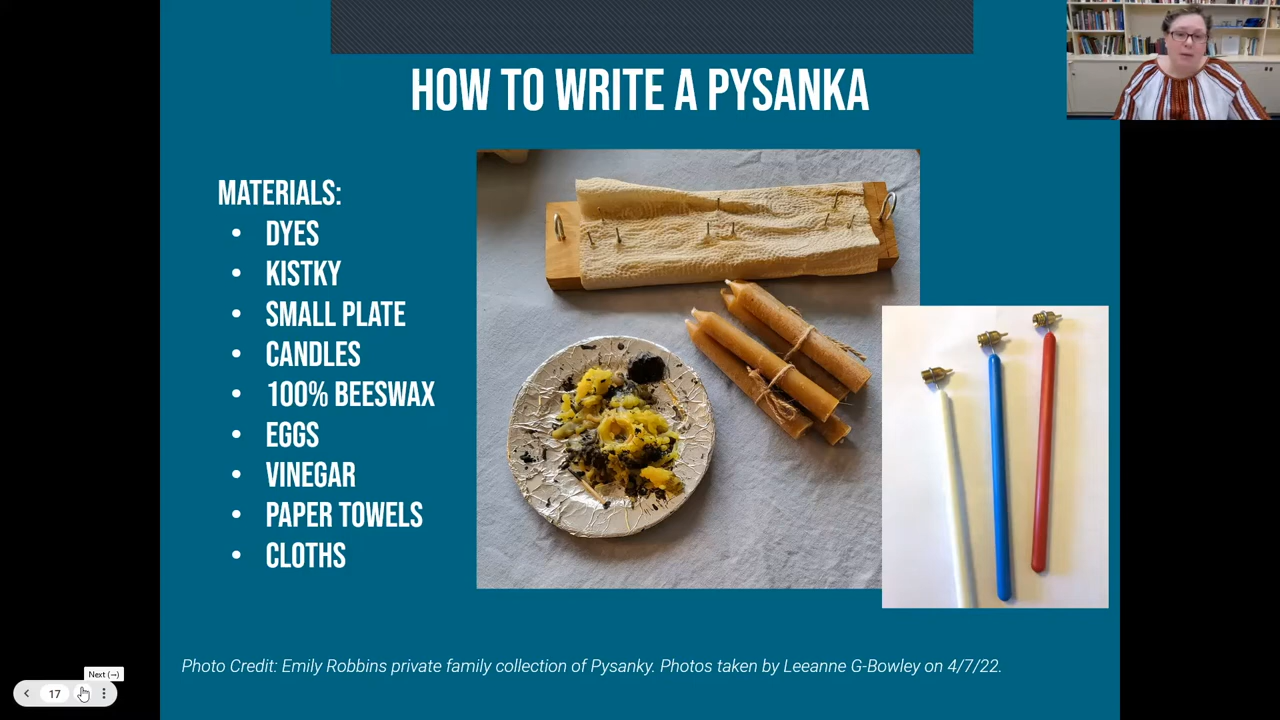 HOW TO WRITE A PYSANKA
MATERIALS:
• DYES
• KISTKY
• SMALL PLATE
• CANDLES
• 100% BEESWAX
• EGGS
• VINEGAR
• PAPER TOWELS
• CLOTHS
Photo Credit: Emily Robbins private family collection of Pysanky. Photos taken by Leeanne G-Bowley on 4/7/22.
Next (→)
17